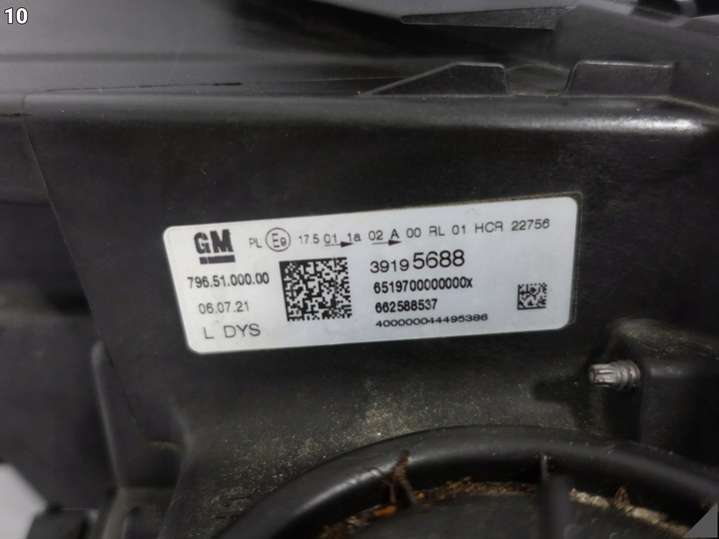 10
GM PL E9 17.5 01 1a 02 A 00 RL 01 HCR 22756
796.51.000.00
39195688
06.07.21
6519700000000x
L DYS
662588537
400000044495386